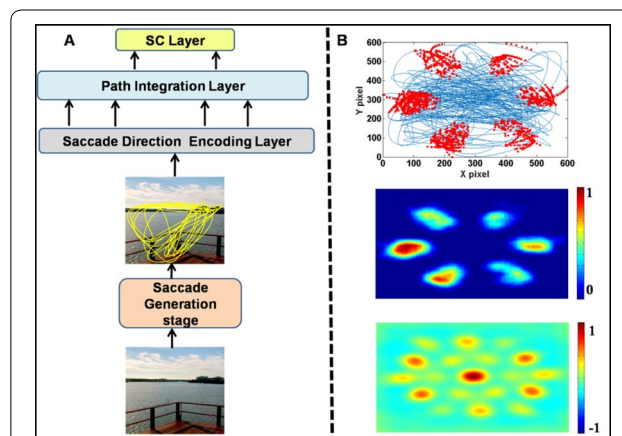 A
SC Layer
Path Integration Layer
Saccade Direction Encoding Layer
Saccade
Generation
stage
B
Y pixel
600
500
400
300
200
100
0
0 100 200 300 400 500 600
X pixel
1
0
1
-1